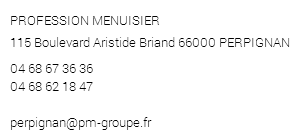 PROFESSION MENUISIER
115 Boulevard Aristide Briand 66000 PERPIGNAN
04 68 67 36 36
04 68 62 18 47
perpignan@pm-groupe.fr